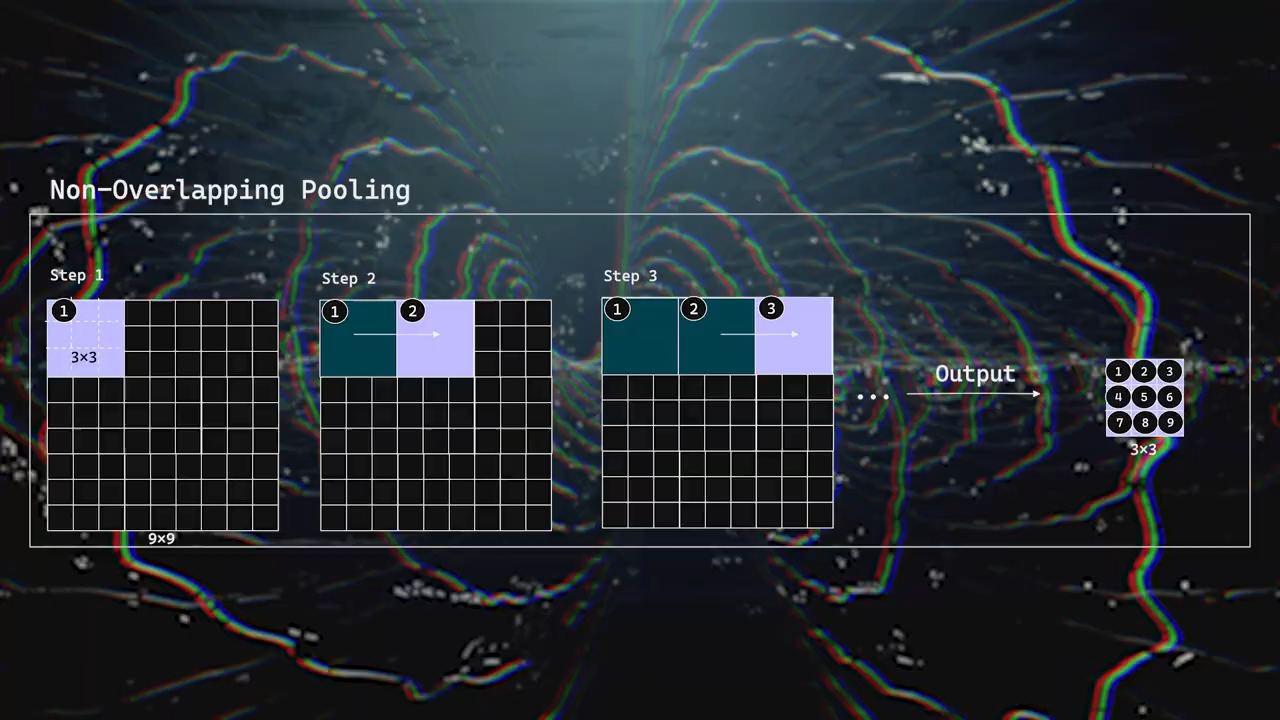 Non-Overlapping Pooling
Step 1
Step 2
Step 3
1
3×3
9×9
1 2
1 2 3
...
Output
1 2 3
4 5 6
7 8 9
3×3